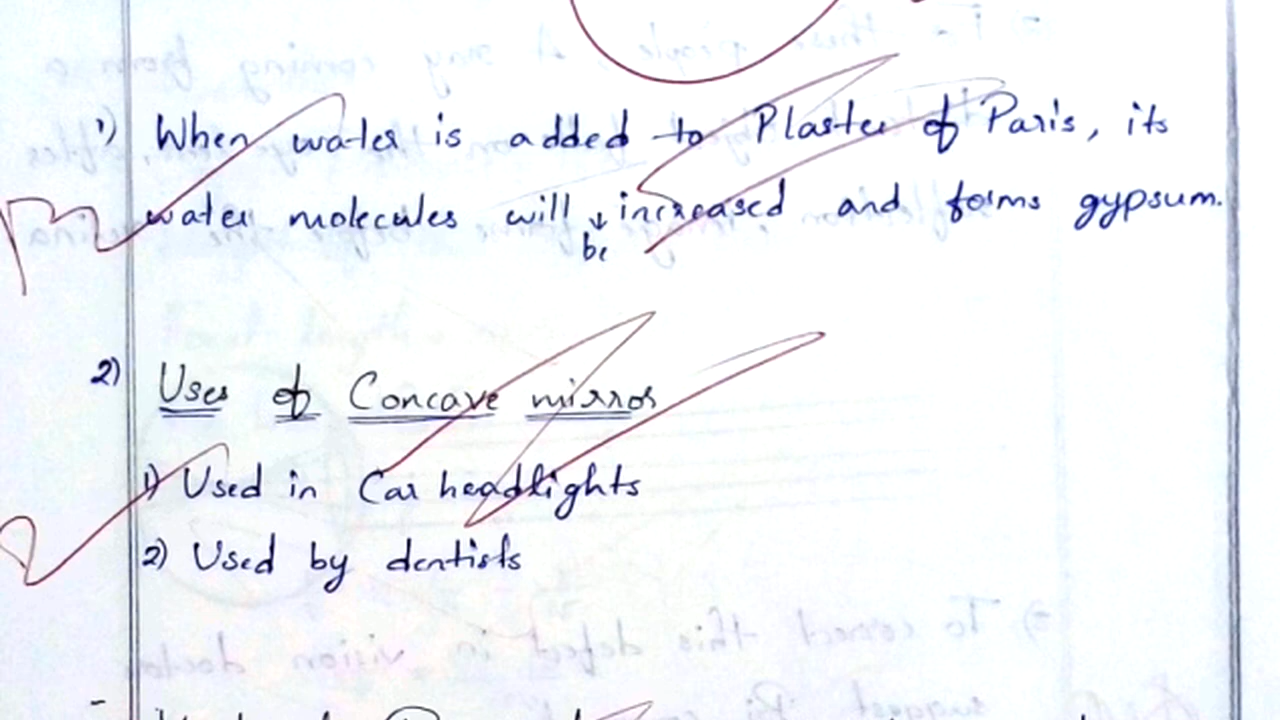 1) When water is added to Plaster of Paris, its
water molecules will be increased and forms gypsum.
2) Uses of Concave mirror
1) Used in Car headlights
2) Used by dentists